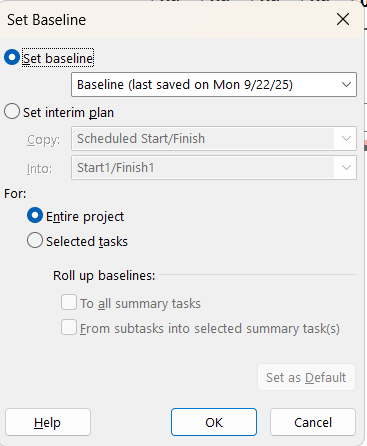 Set Baseline
Set baseline
Baseline (last saved on Mon 9/22/25)
Set interim plan
Copy: Scheduled Start/Finish
Into: Start1/Finish1
For:
Entire project
Selected tasks
Roll up baselines:
To all summary tasks
From subtasks into selected summary task(s)
Set as Default
Help OK Cancel